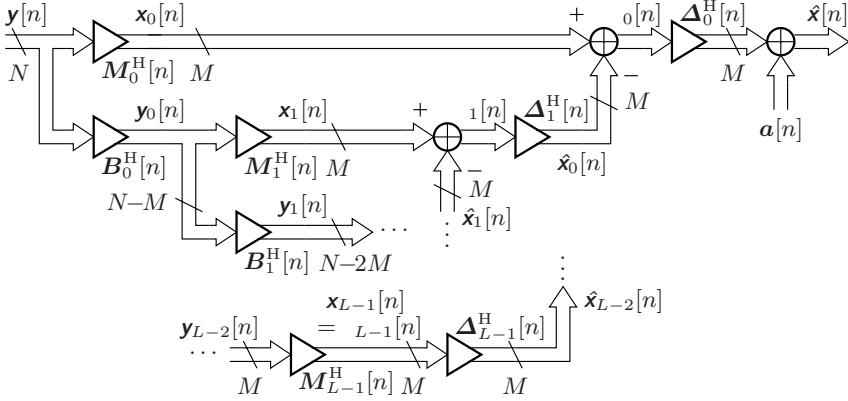 y[n] x₀[n] + ₀[n] Δ₀ᴴ[n] x̂[n]
N M₀ᴴ[n] M − M M
y₀[n] x₁[n] + ₁[n] Δ₁ᴴ[n] a[n]
B₀ᴴ[n] M₁ᴴ[n] M x̂₀[n]
N−M − M
y₁[n] x̂₁[n]
··· ⋮
B₁ᴴ[n] N−2M
⋮
x_{L−1}[n] x̂_{L−2}[n]
y_{L−2}[n] = _{L−1}[n] Δ_{L−1}ᴴ[n]
···
M M_{L−1}ᴴ[n] M M